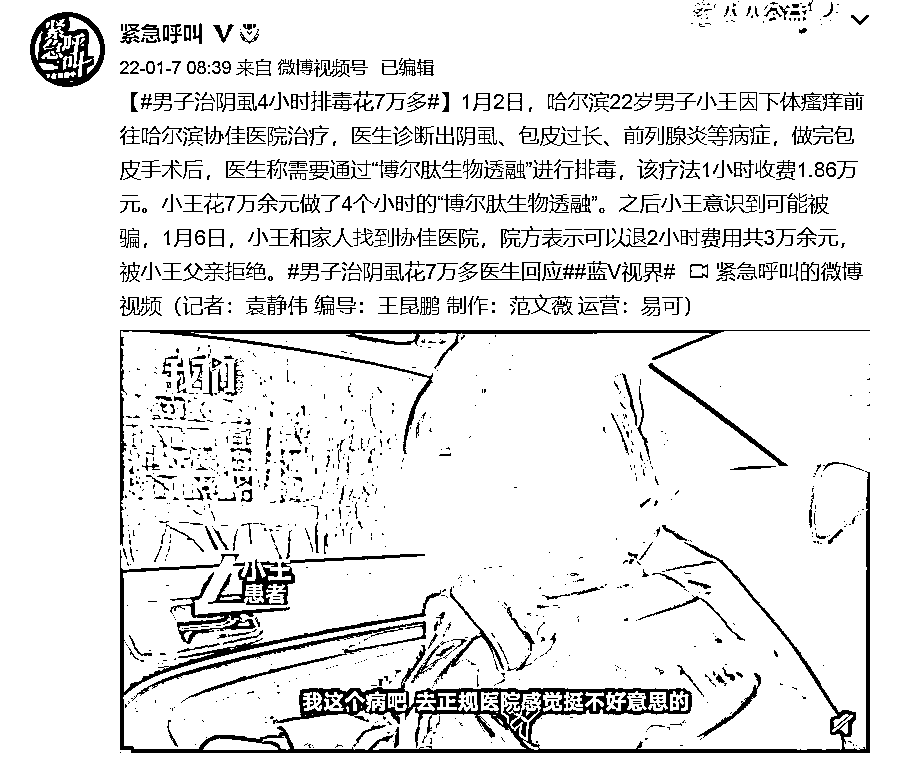 紧急呼叫
紧急呼叫 V
22-01-7 08:39 来自 微博视频号 已编辑
【#男子治阴虱4小时排毒花7万多#】1月2日，哈尔滨22岁男子小王因下体瘙痒前
往哈尔滨协佳医院治疗，医生诊断出阴虱、包皮过长、前列腺炎等病症，做完包
皮手术后，医生称需要通过“博尔肽生物透融”进行排毒，该疗法1小时收费1.86万
元。小王花7万余元做了4个小时的“博尔肽生物透融”。之后小王意识到可能被
骗，1月6日，小王和家人找到协佳医院，院方表示可以退2小时费用共3万余元，
被小王父亲拒绝。#男子治阴虱花7万多医生回应##蓝V视界# 紧急呼叫的微博
视频（记者：袁静伟 编导：王昆鹏 制作：范文薇 运营：易可）
我们
小王
患者
我这个病吧 去正规医院感觉挺不好意思的